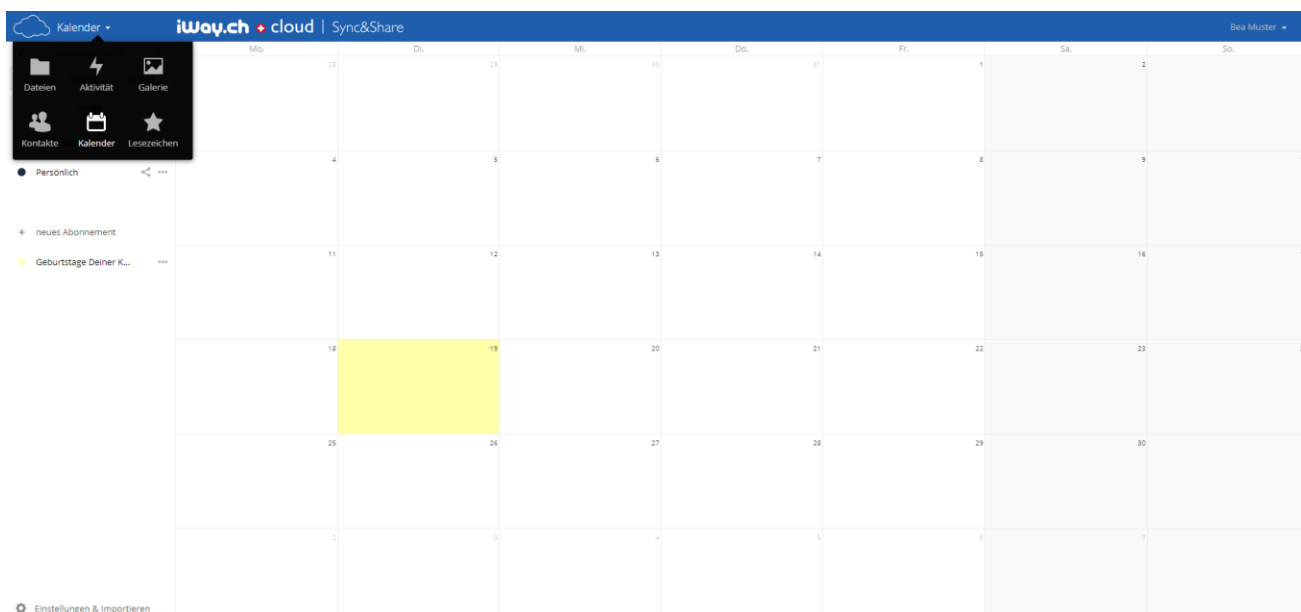 Kalender
iWay.ch cloud | Sync&Share
Bea Muster
Mo. Di. Mi. Do. Fr. Sa. So.
Dateien Aktivität Galerie
Kontakte Kalender Lesezeichen
28 29 30 31 1 2
Persönlich
4 5 6 7 8 9
+ neues Abonnement
Geburtstage Deiner K...
11 12 13 14 15 16
18 19 20 21 22 23
25 26 27 28 29 30
2 3 4 5 6 7
Einstellungen & Importieren